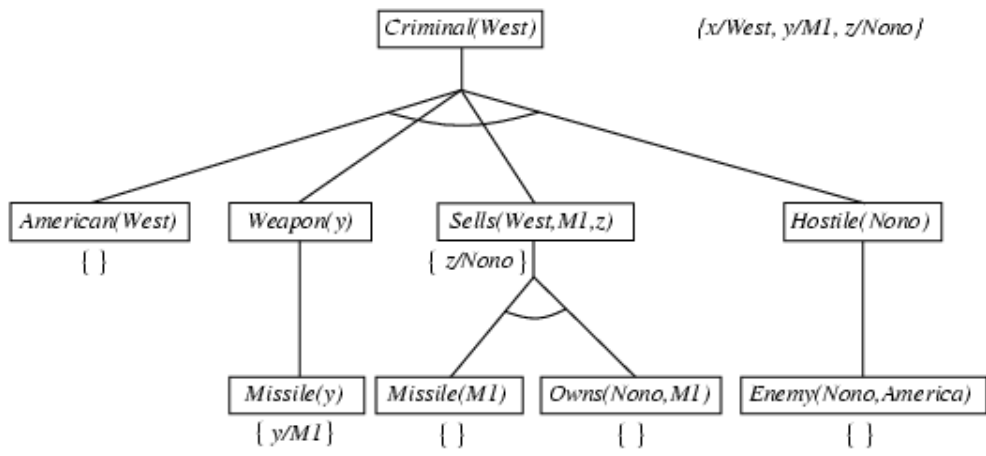 Criminal(West) {x/West, y/M1, z/Nono}
American(West) Weapon(y) Sells(West,M1,z) Hostile(Nono)
{ } { z/Nono }
Missile(y) Missile(M1) Owns(Nono,M1) Enemy(Nono,America)
{ y/M1 } { } { } { }